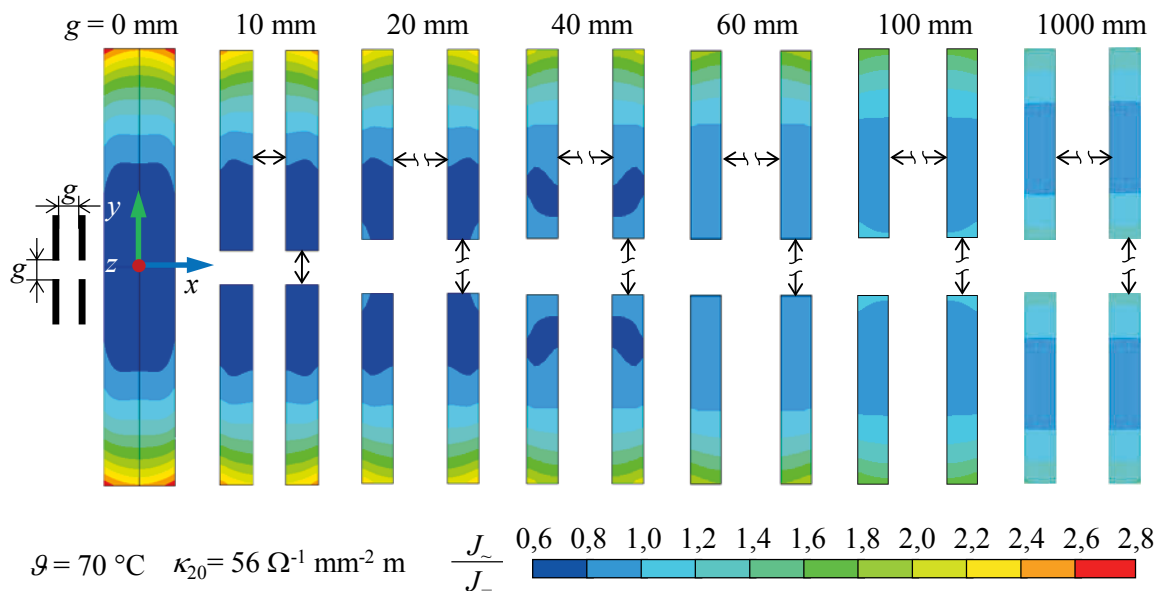 g = 0 mm 10 mm 20 mm 40 mm 60 mm 100 mm 1000 mm
g
y
g
z
x
0,6 0,8 1,0 1,2 1,4 1,6 1,8 2,0 2,2 2,4 2,6 2,8
ϑ = 70 °C κ20 = 56 Ω-1 mm-2 m J~ / J=